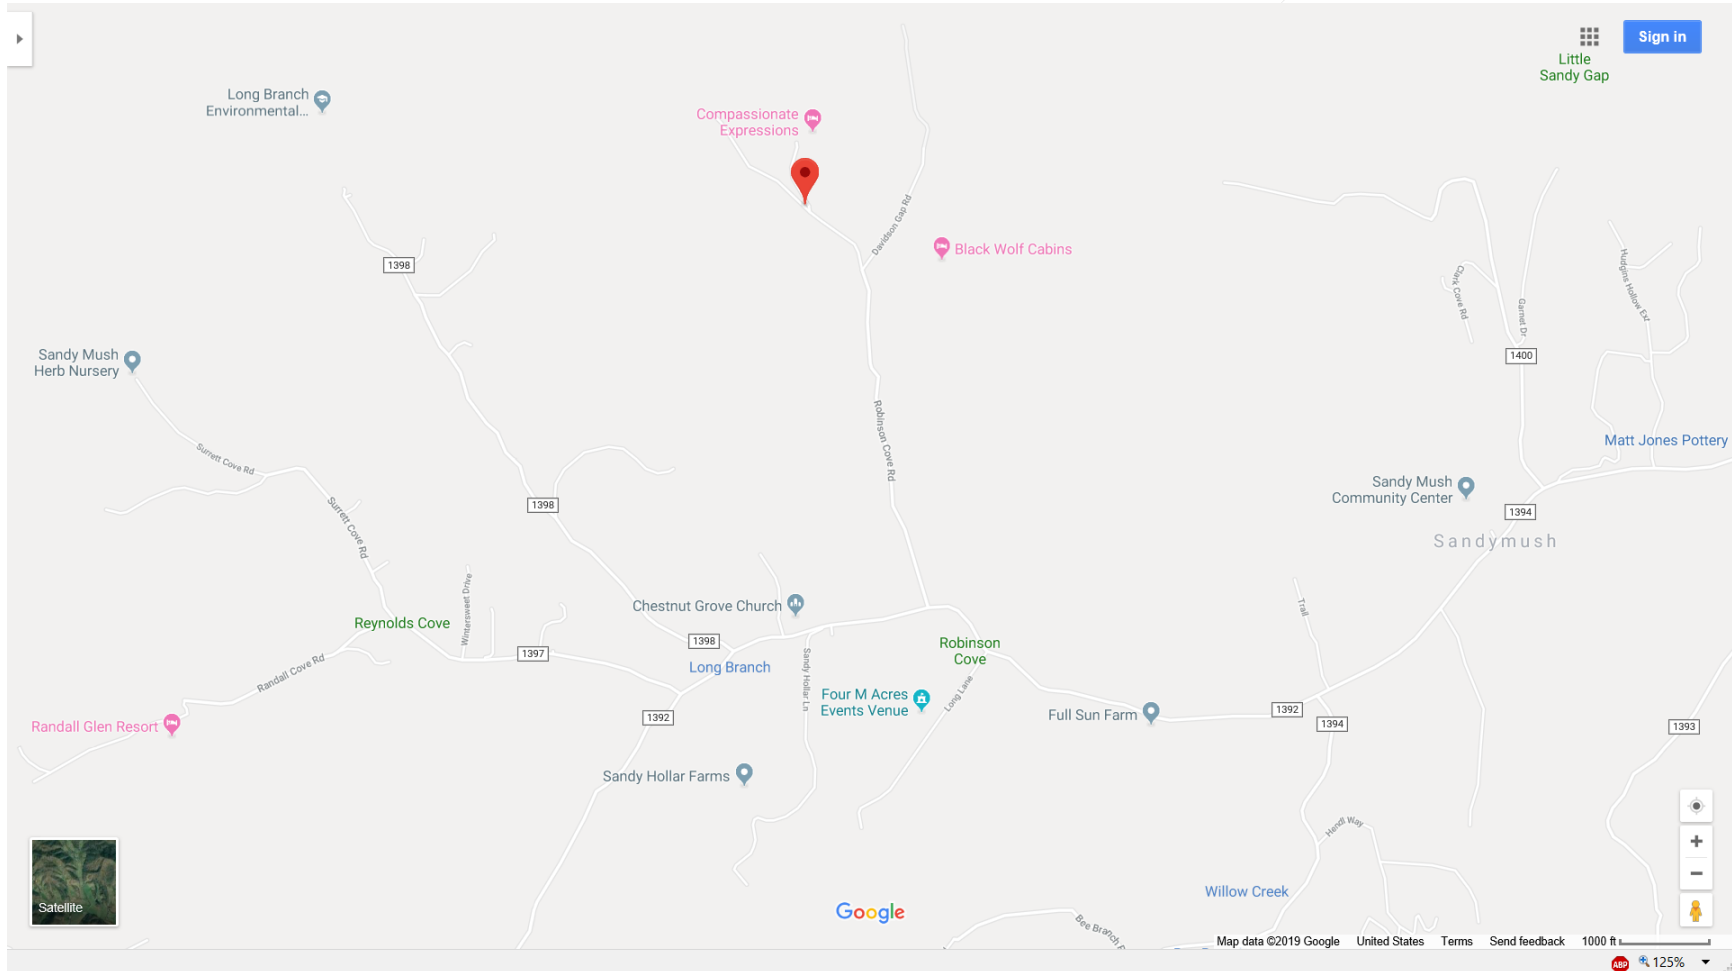 Sign in
Little
Sandy Gap
Long Branch
Environmental...
Compassionate
Expressions
Davidson Gap Rd
Black Wolf Cabins
1398
Clark Cove Rd
Garnet Dr
Hudgins Hollow Ext
Sandy Mush
Herb Nursery
1400
Robinson Cove Rd
Matt Jones Pottery
Surrett Cove Rd
Sandy Mush
Community Center
1398
Surrett Cove Rd
1394
Sandymush
Wintersweet Drive
Chestnut Grove Church
Trail
Reynolds Cove
1398
Robinson
Cove
1397
Long Branch
Randall Cove Rd
Sandy Hollar Ln
Long Lane
Four M Acres
Events Venue
1392
Full Sun Farm
1392
1394
1393
Randall Glen Resort
Sandy Hollar Farms
Hendl Way
Willow Creek
Satellite
Google
Bee Branch
Map data ©2019 Google United States Terms Send feedback 1000 ft
ABP 125%